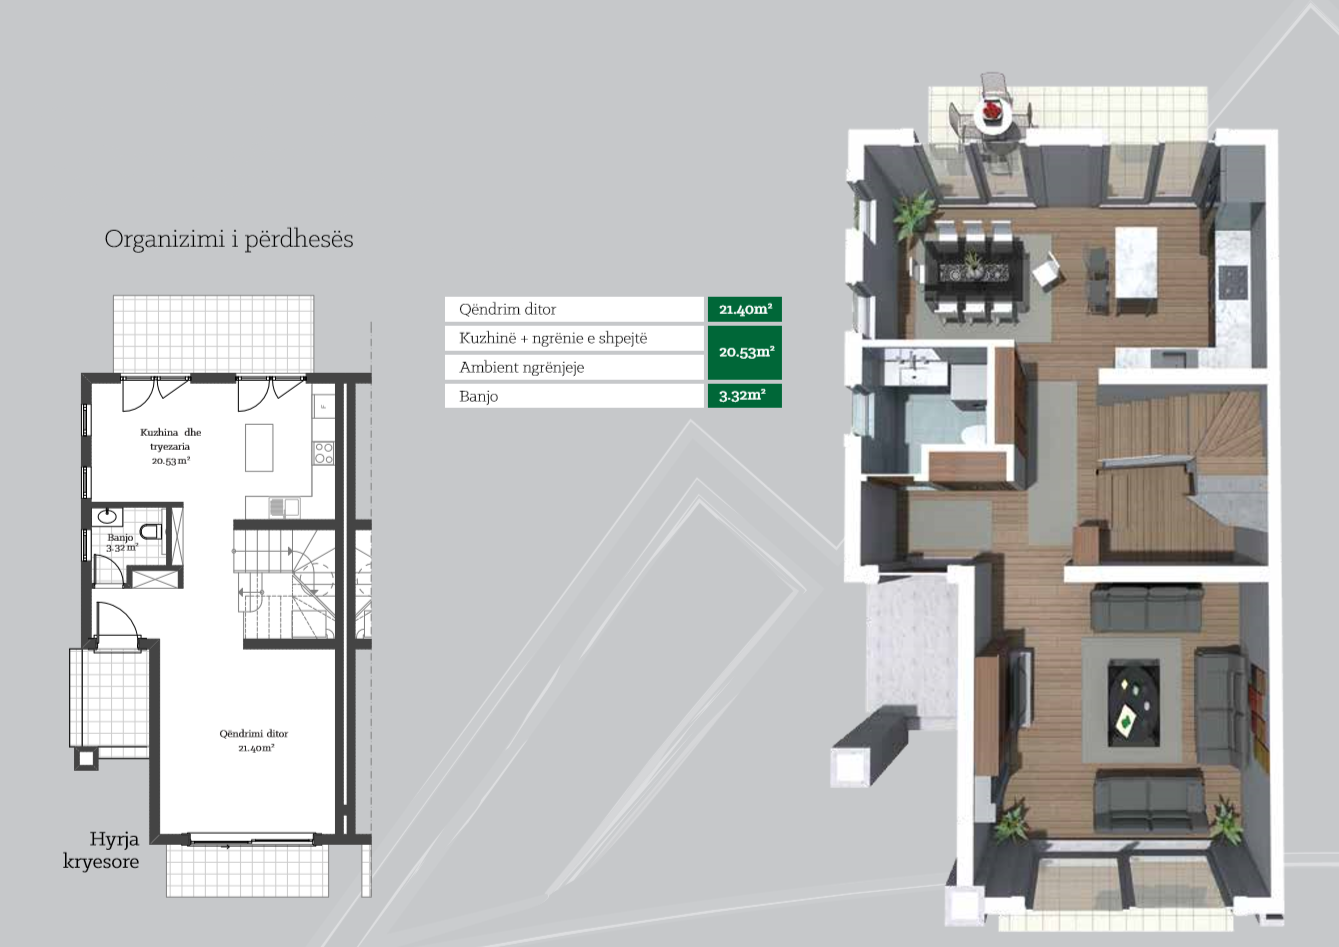 Organizimi i përdhesës
Qëndrim ditor 21.40m²
Kuzhinë + ngrënie e shpejtë
20.53m²
Ambient ngrënjeje
Banjo 3.32m²
Kuzhina dhe
tryezaria
20.53 m²
Banjo
3.32 m²
Qëndrimi ditor
21.40m²
Hyrja
kryesore